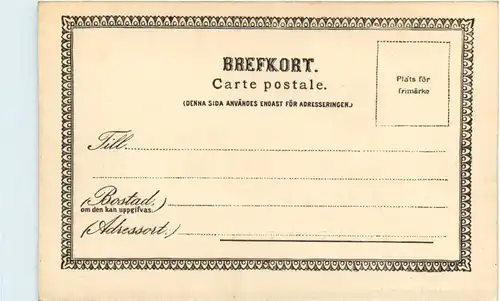 BREFKORT.
Carte postale.
(DENNA SIDA ANVÄNDES ENDAST FÖR ADRESSERINGEN.)
Plats för
frimärke
Till
(Bostad.)
om den kan uppgifvas.
(Adressort.)